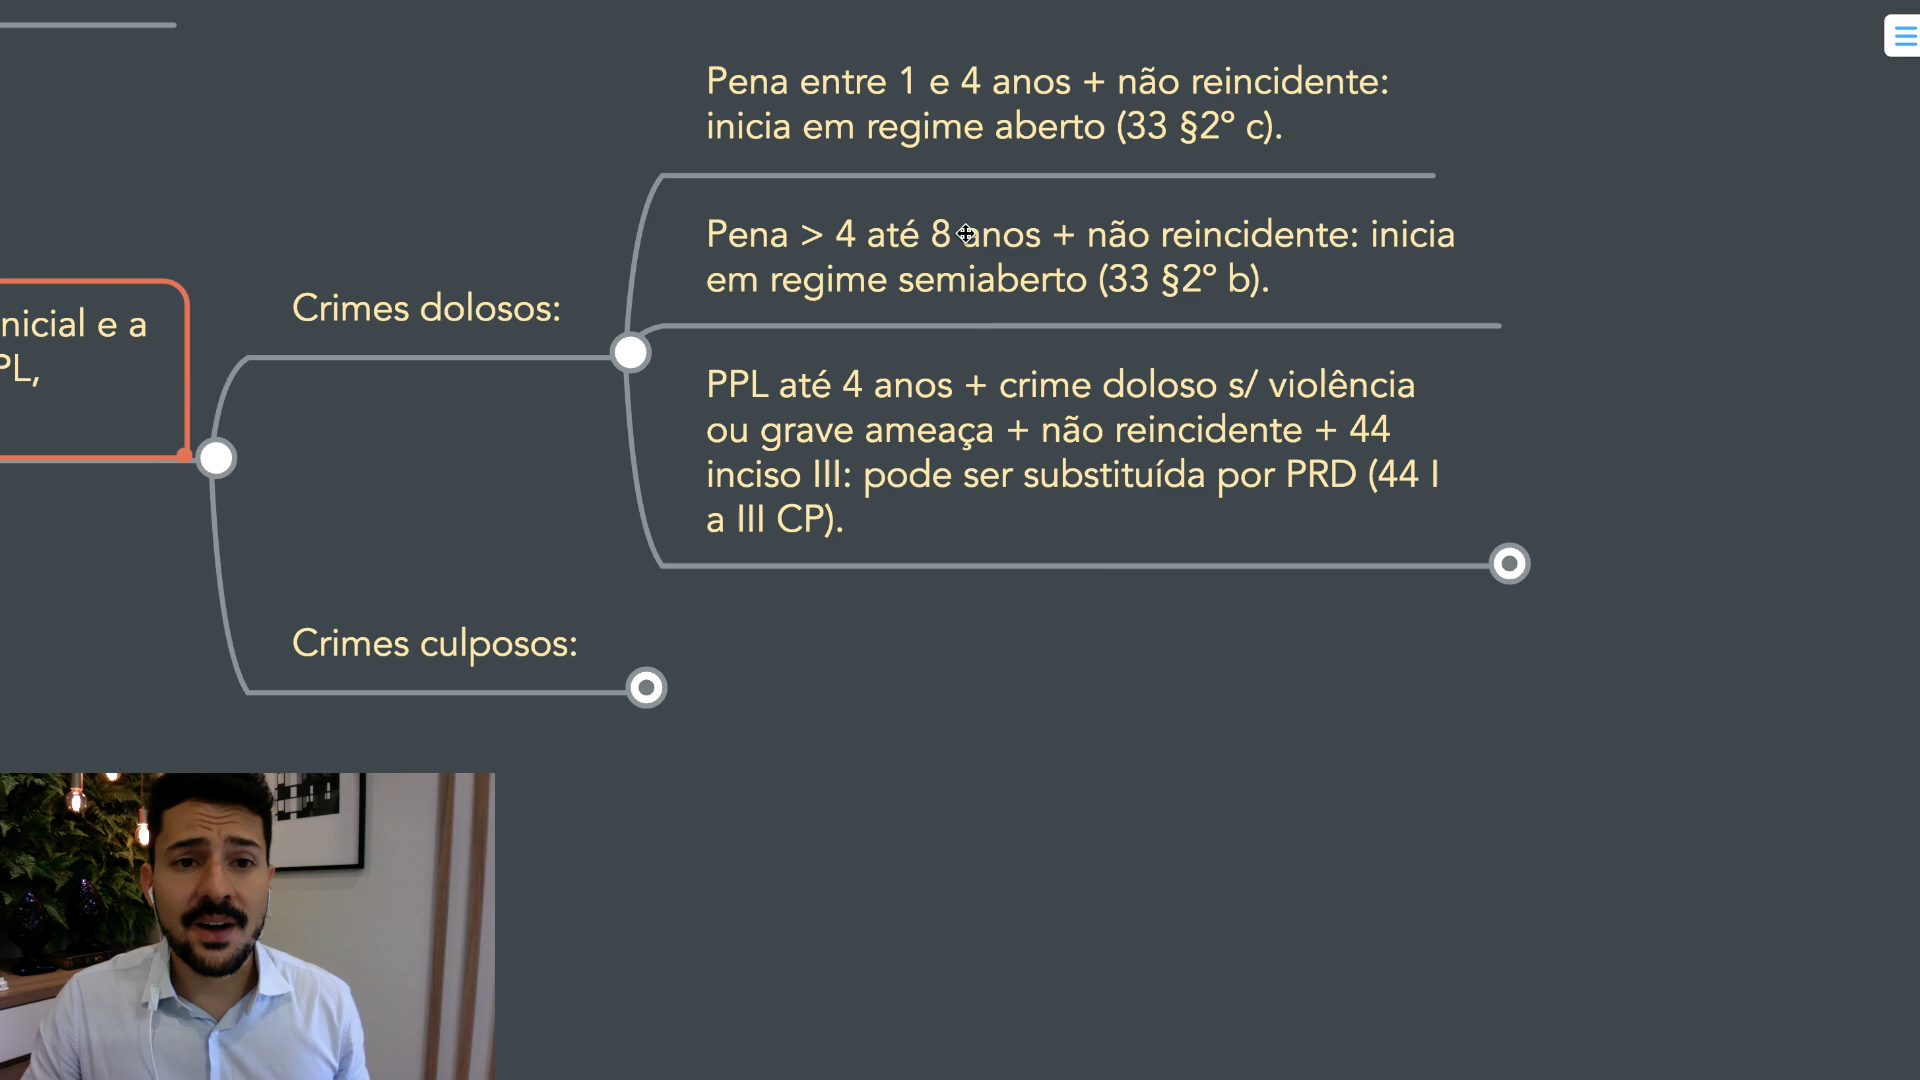 Pena entre 1 e 4 anos + não reincidente:
inicia em regime aberto (33 §2º c).
Pena > 4 até 8 anos + não reincidente: inicia
em regime semiaberto (33 §2º b).
Crimes dolosos:
nicial e a
PL,
PPL até 4 anos + crime doloso s/ violência
ou grave ameaça + não reincidente + 44
inciso III: pode ser substituída por PRD (44 I
a III CP).
Crimes culposos: